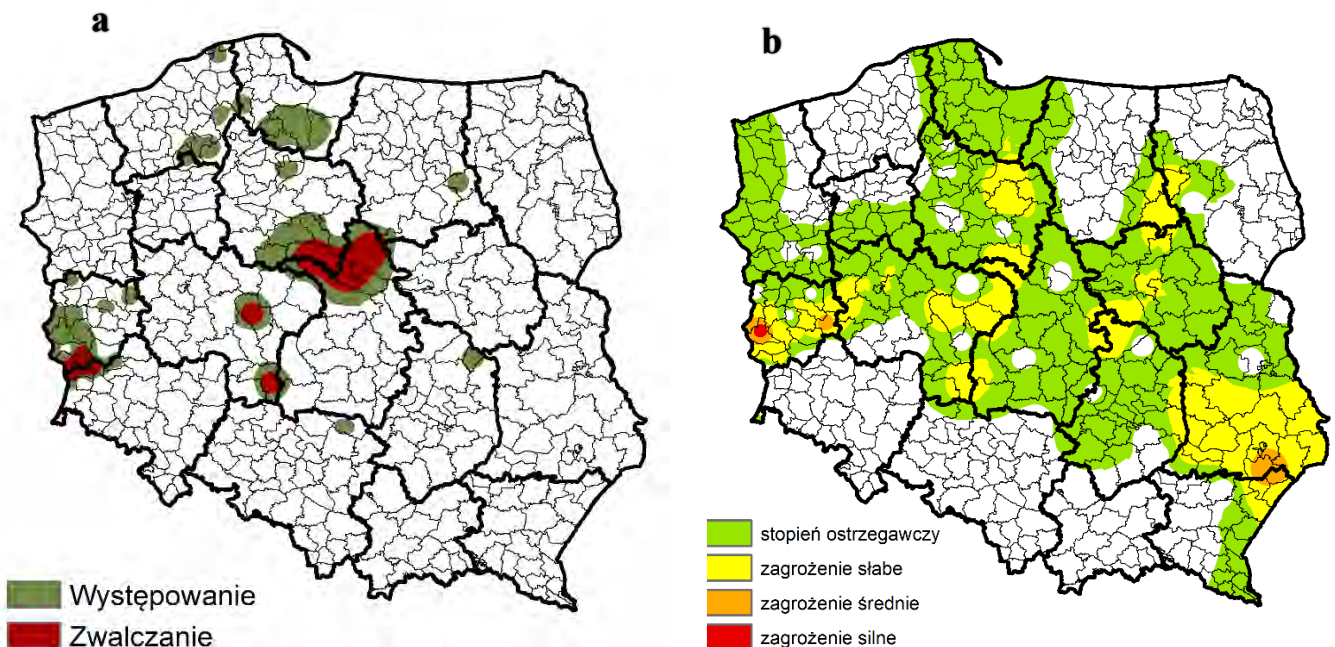 a
Występowanie
Zwalczanie
b
stopień ostrzegawczy
zagrożenie słabe
zagrożenie średnie
zagrożenie silne